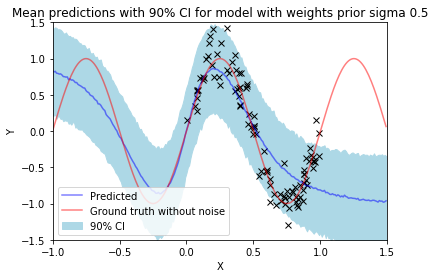 Mean predictions with 90% CI for model with weights prior sigma 0.5
1.5
1.0
0.5
0.0
−0.5
−1.0
−1.5
Y
Predicted
Ground truth without noise
90% CI
−1.0 −0.5 0.0 0.5 1.0 1.5
X